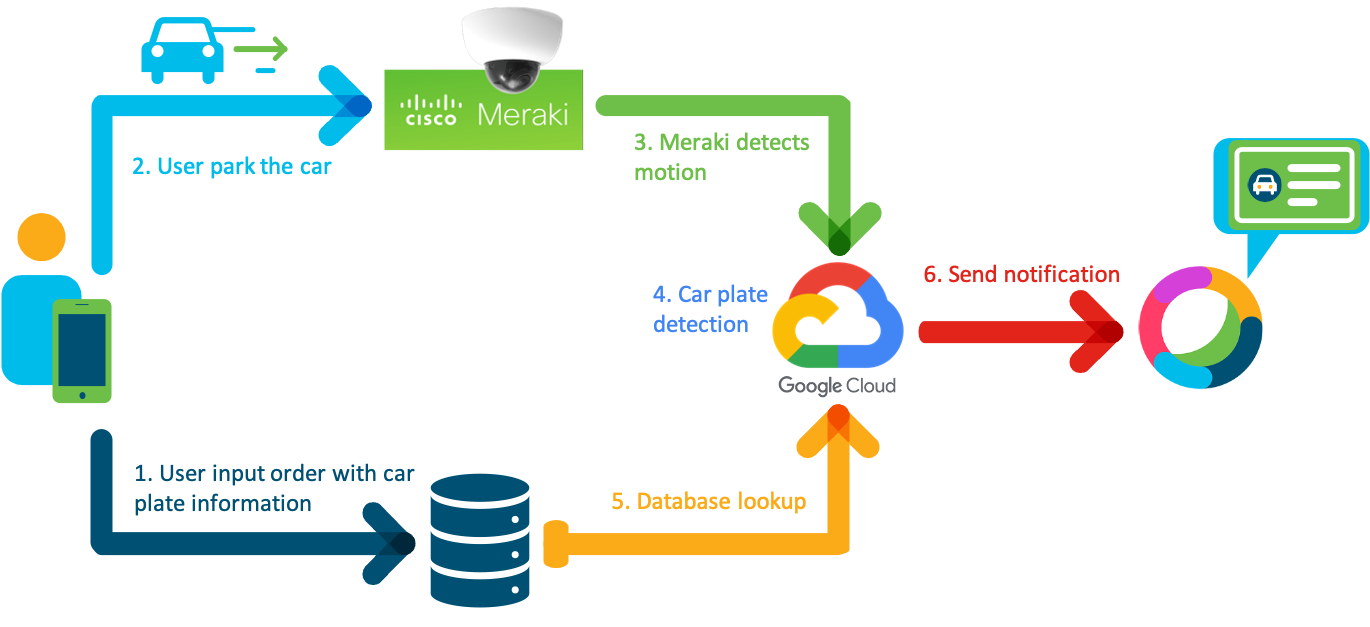 cisco Meraki
2. User park the car
3. Meraki detects
motion
4. Car plate
detection
6. Send notification
Google Cloud
1. User input order with car
plate information
5. Database lookup